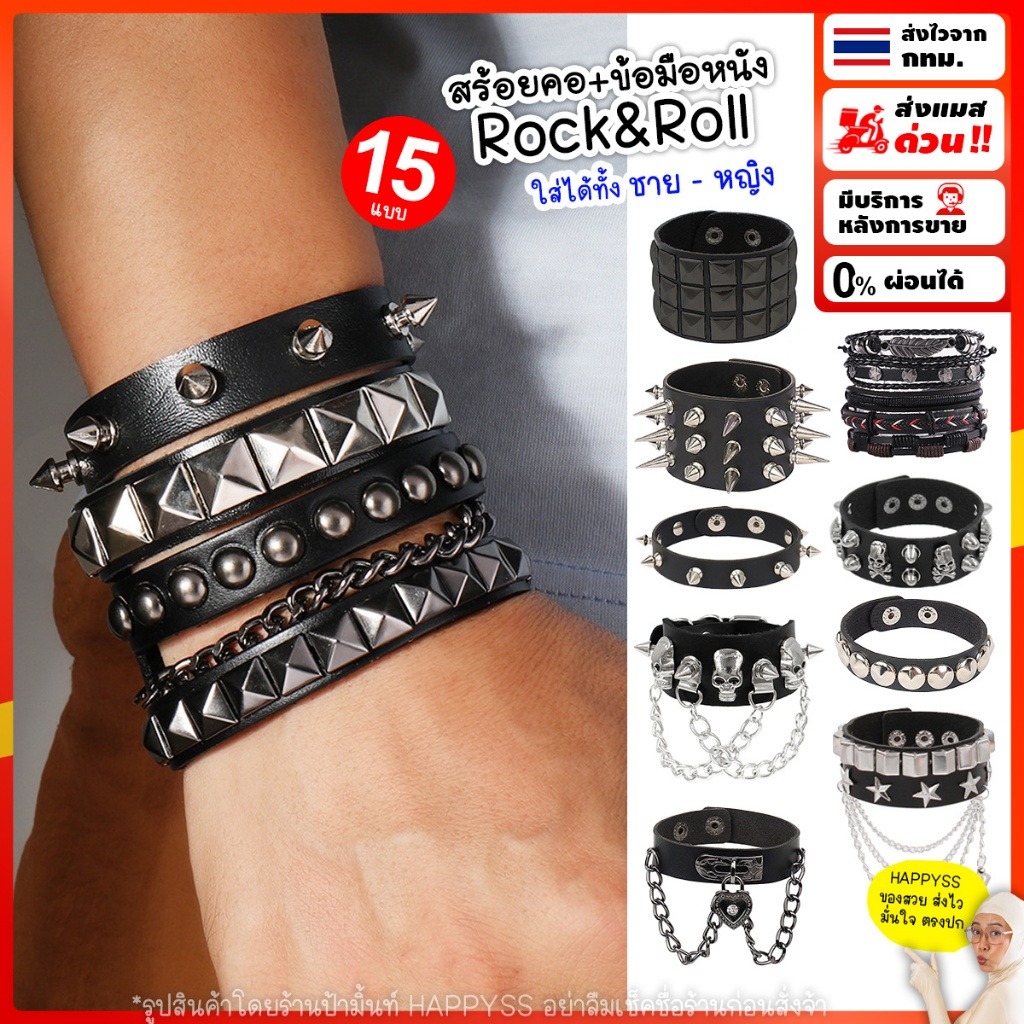 สร้อยคอ+ข้อมือหนัง
Rock&Roll
ใส่ได้ทั้ง ชาย - หญิง
15
แบบ
ส่งไวจาก
กทม.
ส่งแมส
ด่วน!!
มีบริการ
หลังการขาย
0% ผ่อนได้
HAPPYSS
ของสวย ส่งไว
มั่นใจ ตรงปก
*รูปสินค้าโดยร้านป้ามิ้นท์ HAPPYSS อย่าลืมเช็คชื่อร้านก่อนสั่งจ้า